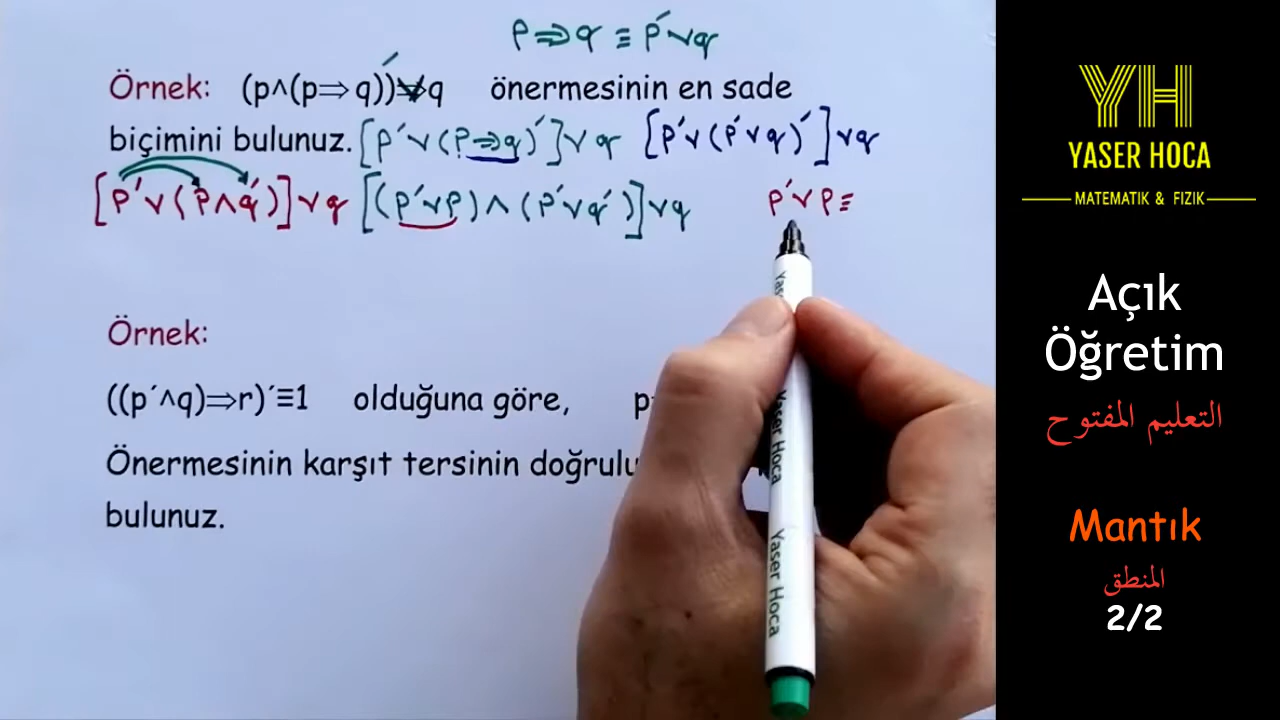 p⇒q ≡ p′∨q
Örnek: (p∧(p⇒q))′∨q önermesinin en sade
biçimini bulunuz. [p′∨(p⇒q)′]∨q [p′∨(p′∨q)′]∨q
[p′∨(p∧q′)]∨q [(p′∨p)∧(p′∨q′)]∨q p′∨p≡
Örnek:
((p′∧q)⇒r)′≡1 olduğuna göre, p
Önermesinin karşıt tersinin
bulunuz.
Yaser Hoca
Yaser Hoca
YH
YASER HOCA
MATEMATIK & FIZIK
Açık
Öğretim
التعليم المفتوح
Mantık
المنطق
2/2